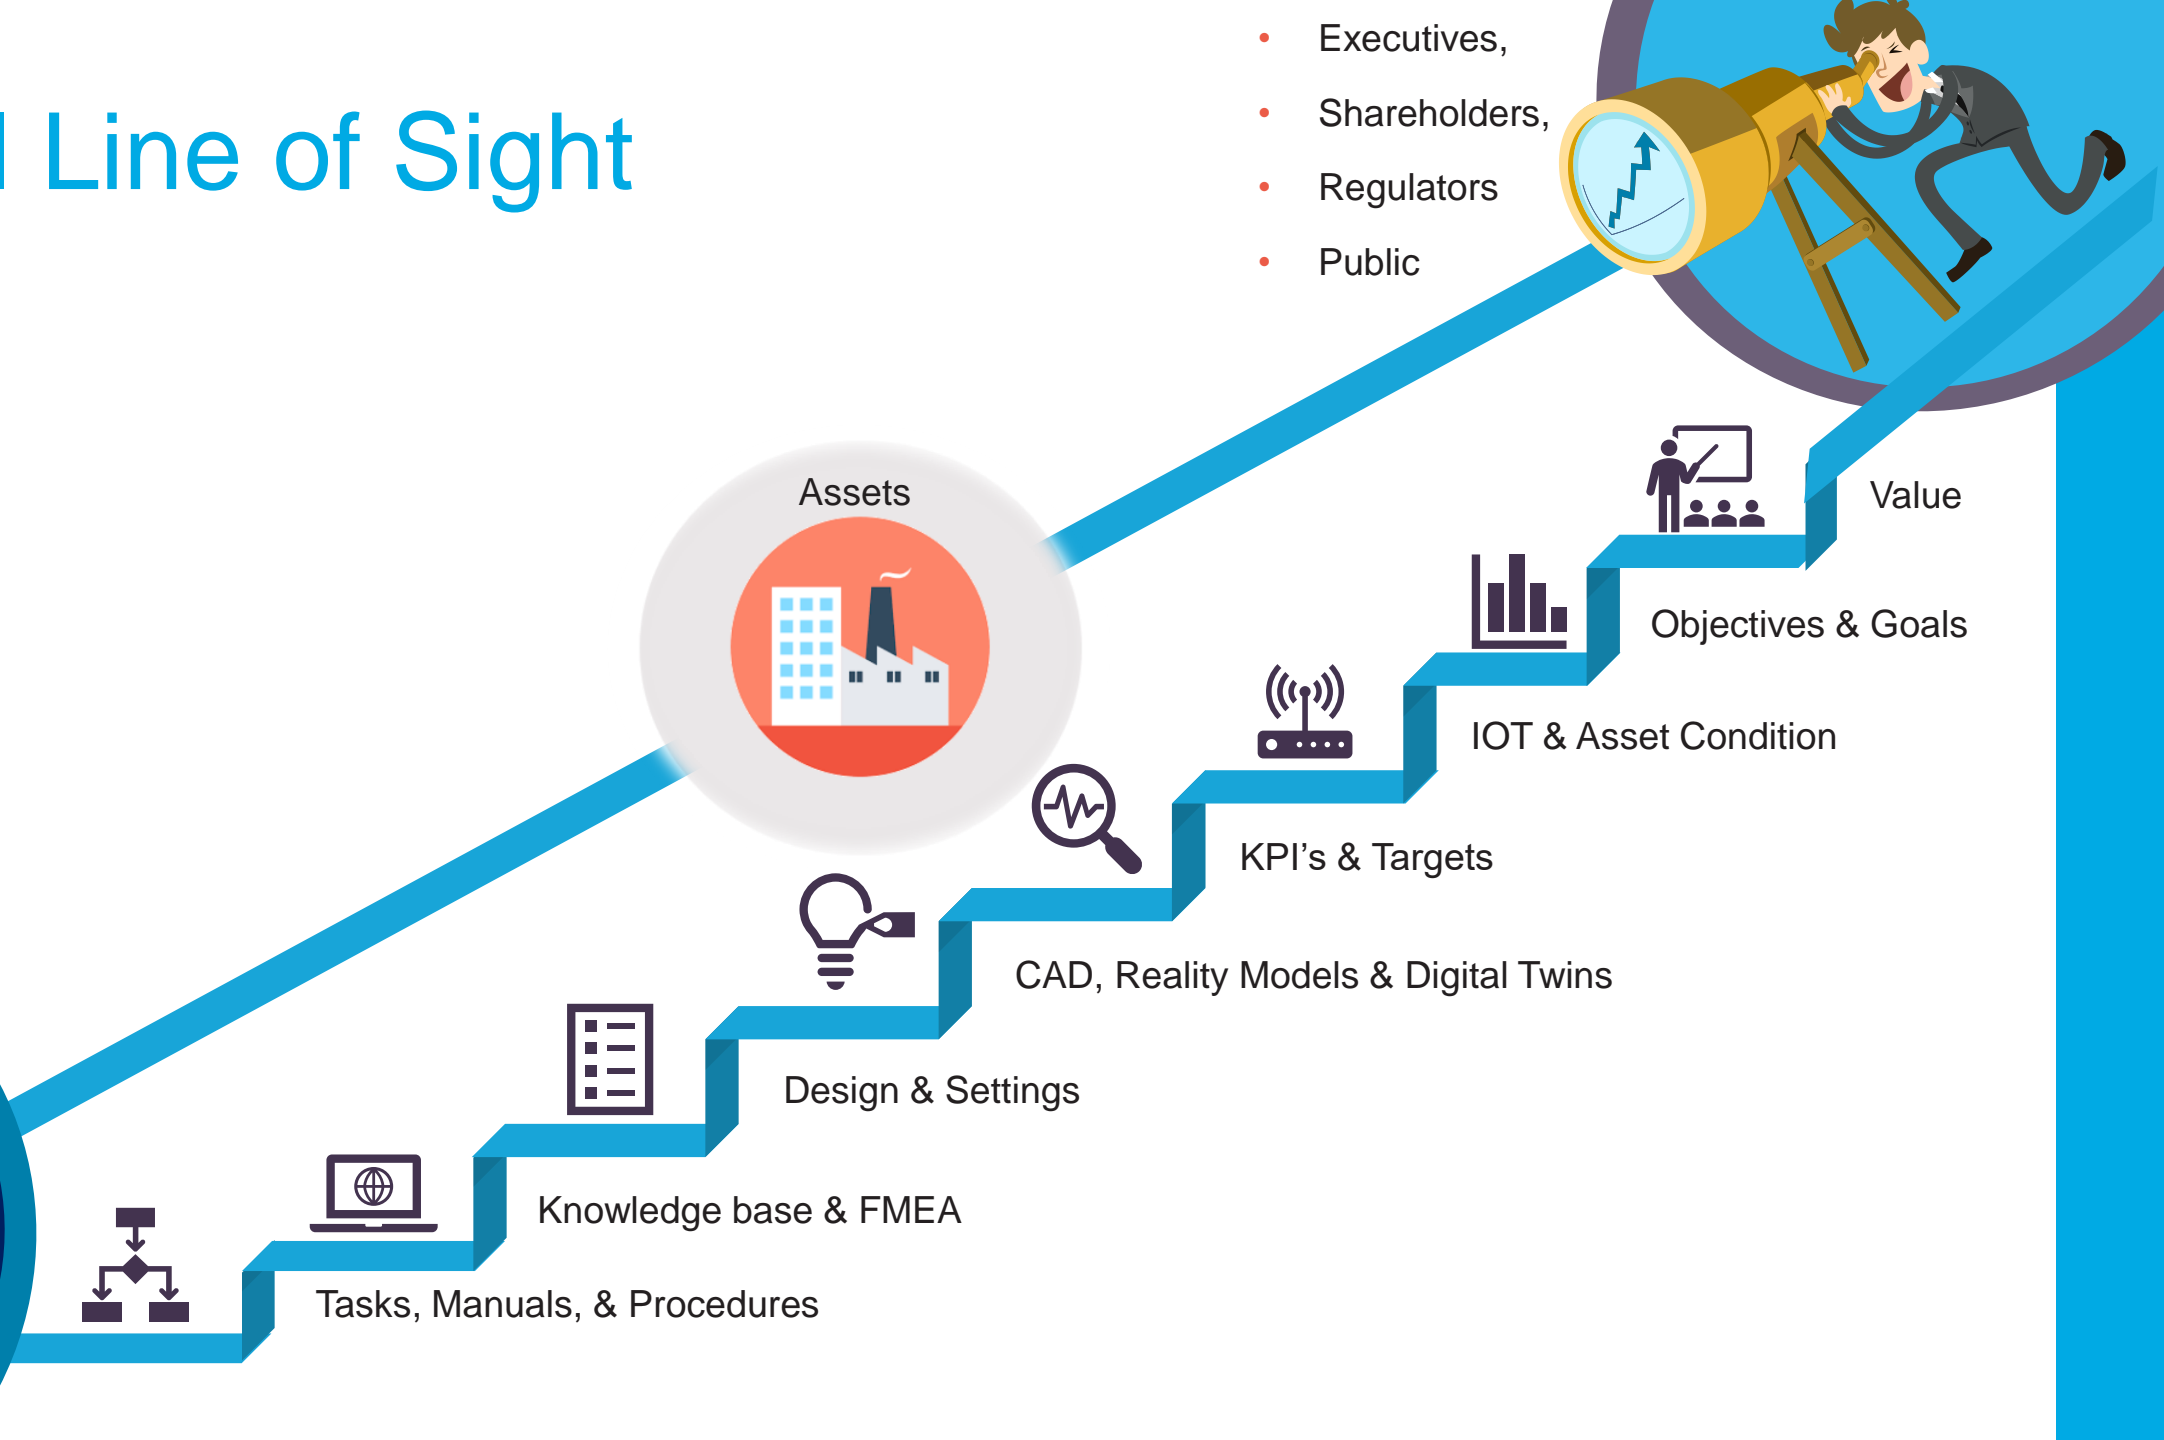 Line of Sight
Executives,
Shareholders,
Regulators
Public
Assets
Value
Objectives & Goals
IOT & Asset Condition
KPI’s & Targets
CAD, Reality Models & Digital Twins
Design & Settings
Knowledge base & FMEA
Tasks, Manuals, & Procedures